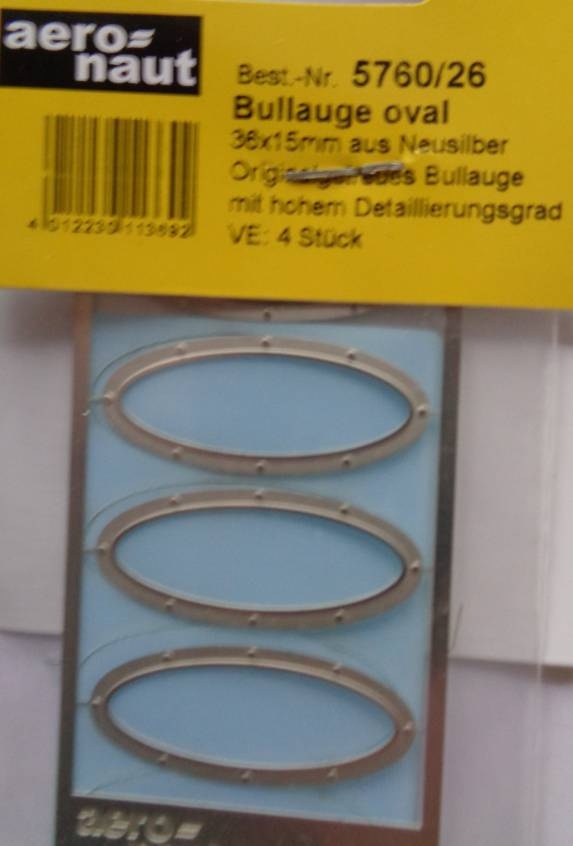 aero=
naut
Best.-Nr. 5760/26
Bullauge oval
36x15mm aus Neusilber
Bullauge
mit hohem Detaillierungsgrad
VE: 4 Stück
4 012230 113692
aero=